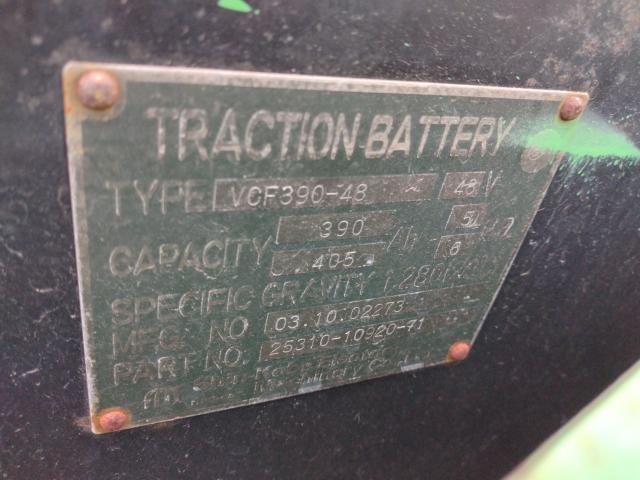 TRACTION BATTERY
TYPE VCF390-48 48 V
CAPACITY 390 / 405 Ah 5 / 6
SPECIFIC GRAVITY 1.280
MFG NO 03.10.02273
PART NO. 25310-10920-71